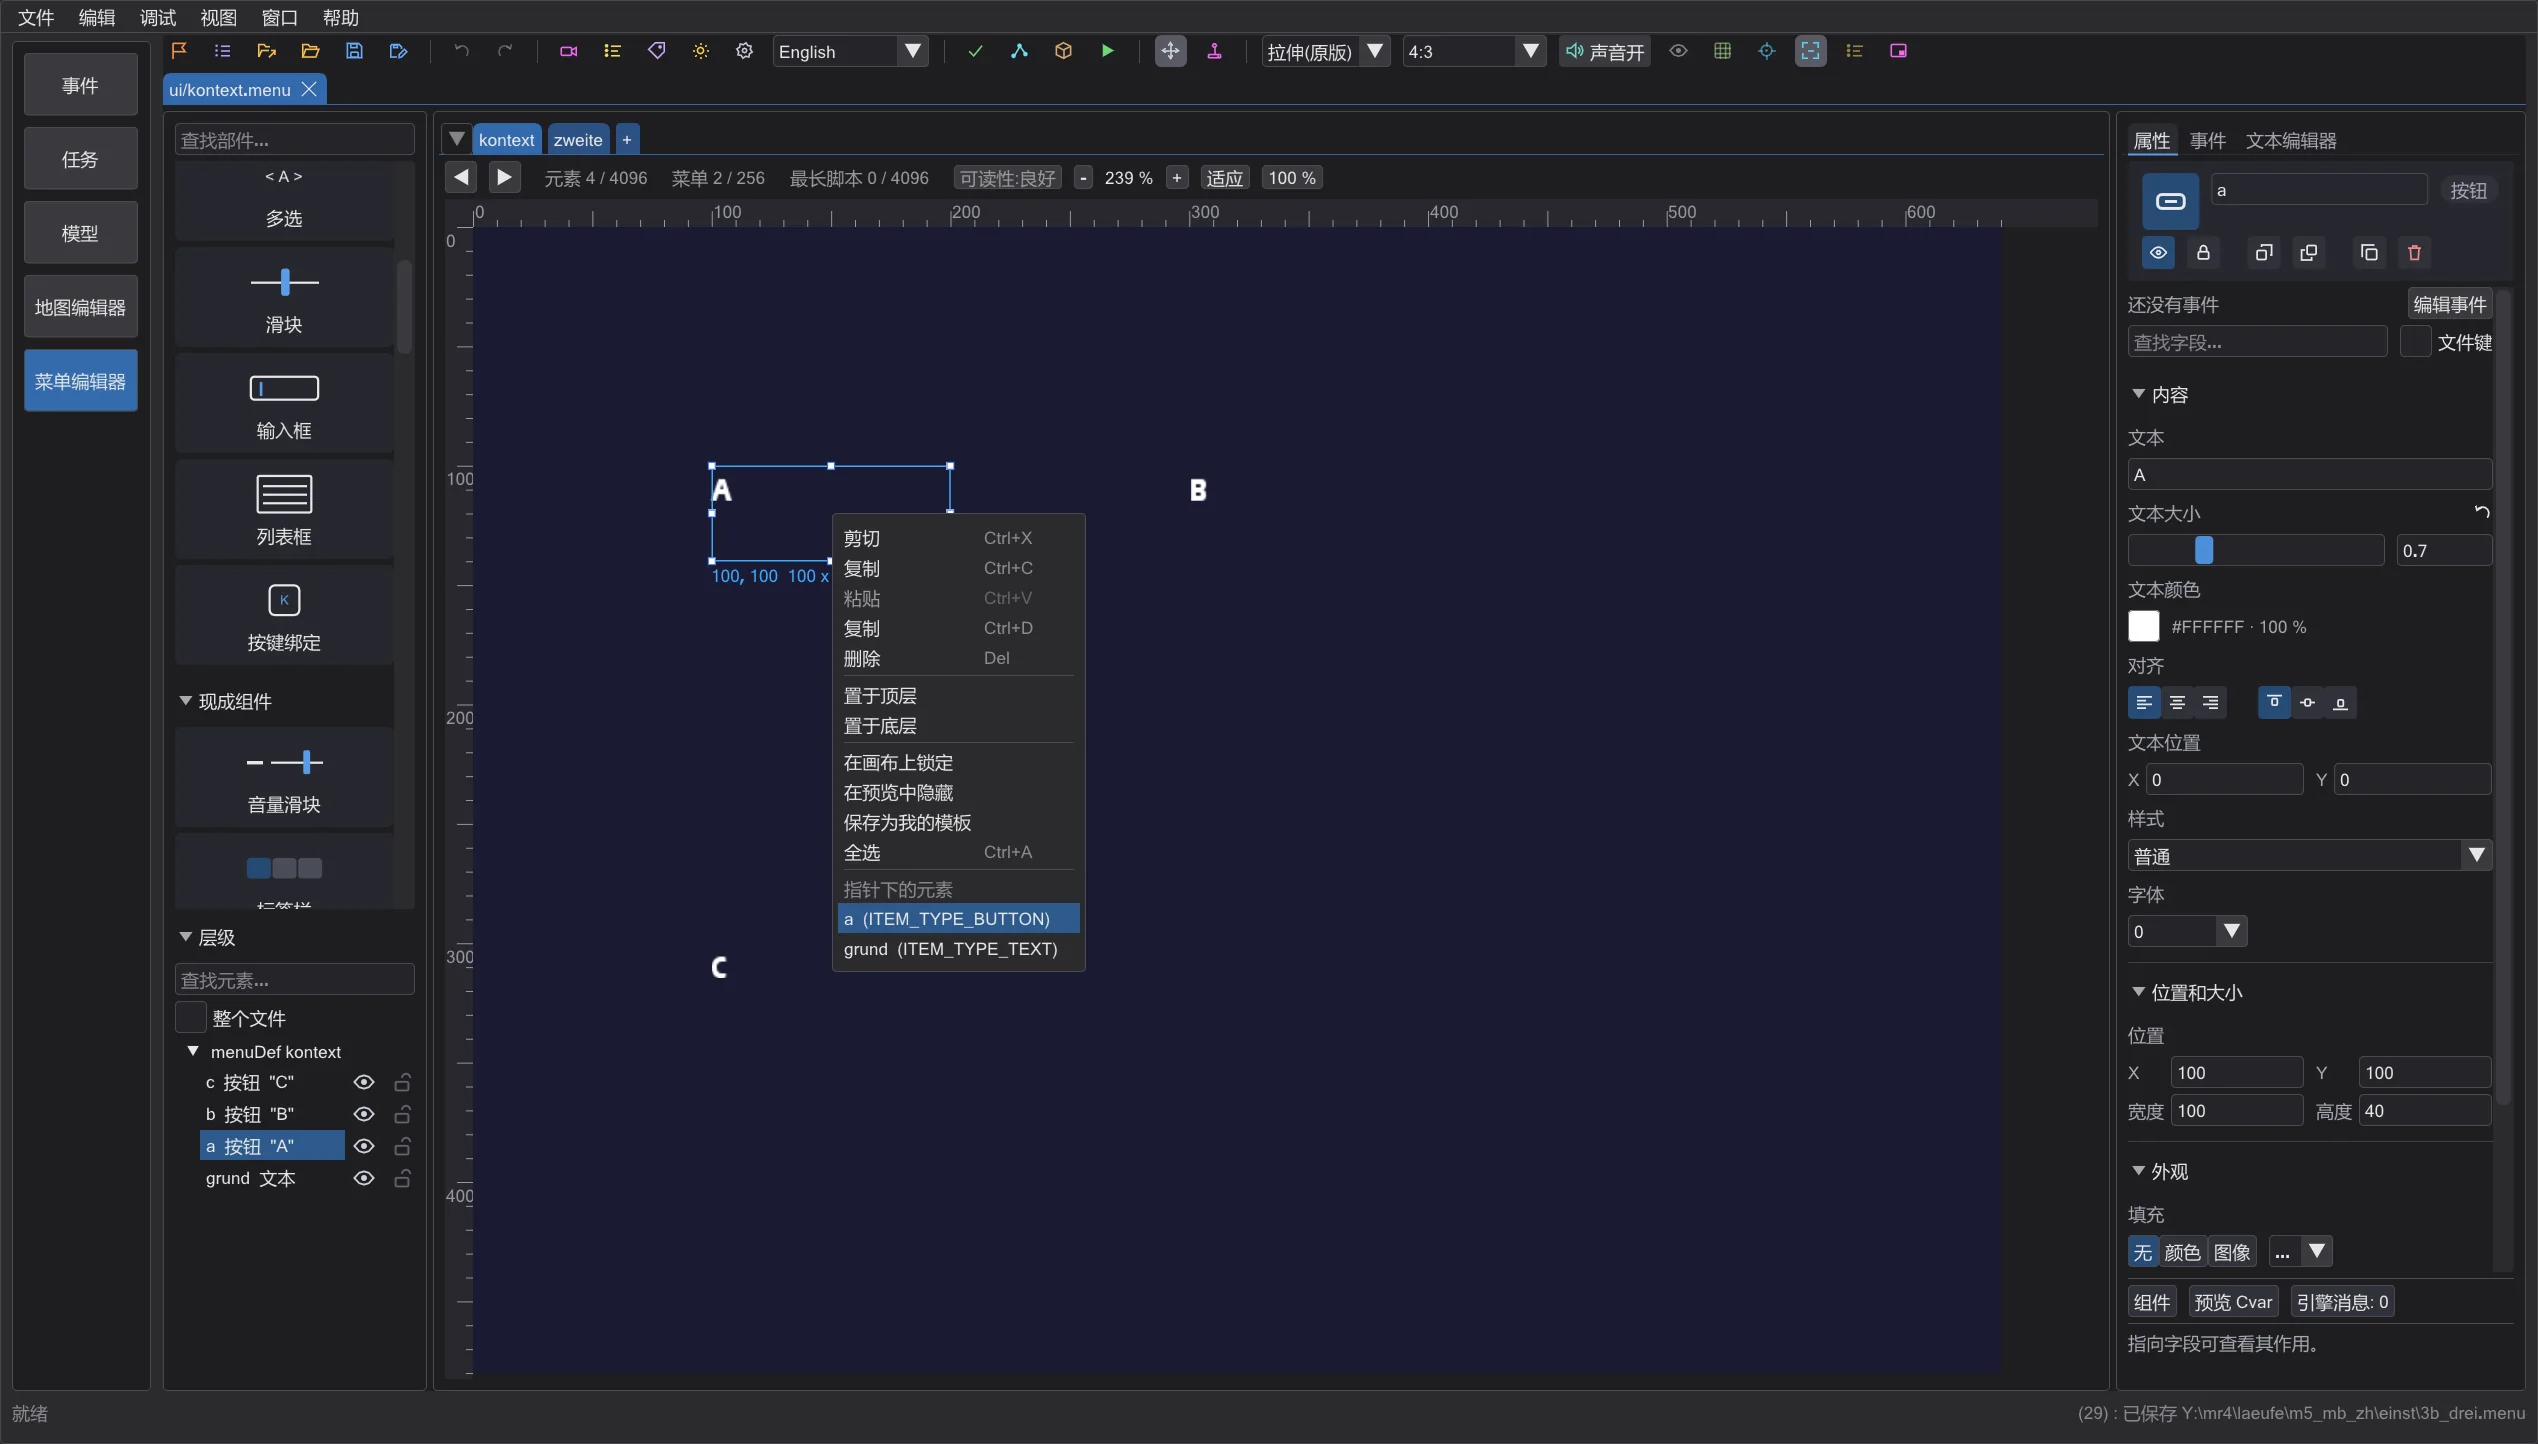 文件 编辑 调试 视图 窗口 帮助
English 拉伸(原版) 4:3 声音开
ui/kontext.menu
事件
任务
模型
地图编辑器
菜单编辑器
查找部件...
< A >
多选
滑块
输入框
列表框
K
按键绑定
现成组件
音量滑块
层级
查找元素...
整个文件
menuDef kontext
c 按钮 "C"
b 按钮 "B"
a 按钮 "A"
grund 文本
kontext zweite +
元素 4 / 4096 菜单 2 / 256 最长脚本 0 / 4096 可读性:良好 - 239 % + 适应 100 %
0 100 200 300 400 500 600
0
100
200
300
400
A
B
C
100, 100 100 x
剪切 Ctrl+X
复制 Ctrl+C
粘贴 Ctrl+V
复制 Ctrl+D
删除 Del
置于顶层
置于底层
在画布上锁定
在预览中隐藏
保存为我的模板
全选 Ctrl+A
指针下的元素
a (ITEM_TYPE_BUTTON)
grund (ITEM_TYPE_TEXT)
属性 事件 文本编辑器
a 按钮
还没有事件 编辑事件
查找字段... 文件键
内容
文本
A
文本大小
0.7
文本颜色
#FFFFFF · 100 %
对齐
文本位置
X 0 Y 0
样式
普通
字体
0
位置和大小
位置
X 100 Y 100
宽度 100 高度 40
外观
填充
无 颜色 图像 ...
组件 预览 Cvar 引擎消息: 0
指向字段可查看其作用。
就绪
(29) : 已保存 Y:\mr4\laeufe\m5_mb_zh\einst\3b_drei.menu